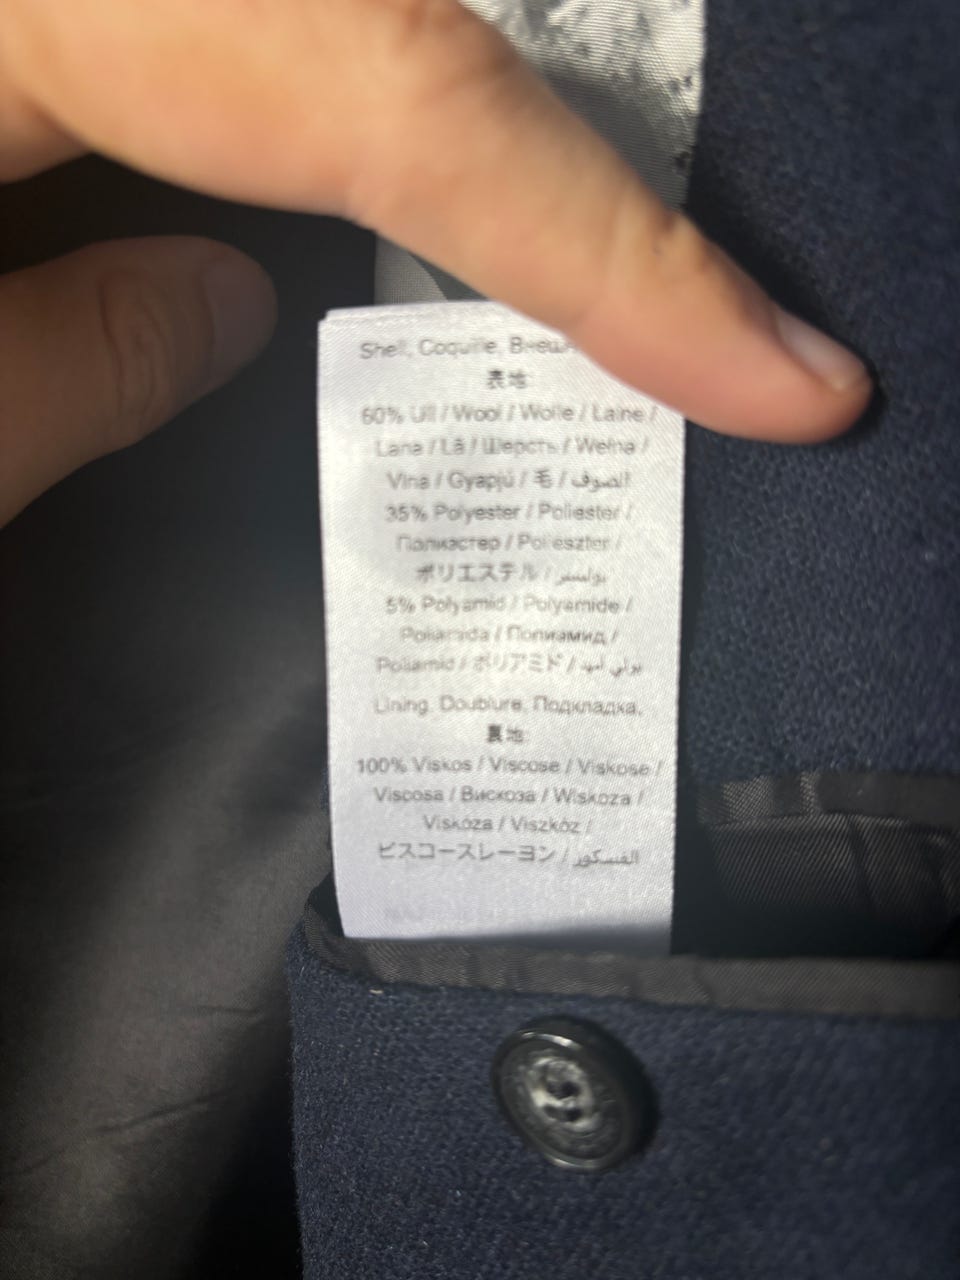 Shell, Coquille,
表地:
60% Ull / Wool / Wolle / Laine /
Lana / Lã / Шерсть / Wełna /
Vlna / Gyapjú / 毛 / الصوف
35% Polyester / Poliester /
Полиэстер / Poliészter /
ポリエステル / بوليستر
5% Polyamid / Polyamide /
Poliamida / Полиамид /
Poliamid / ポリアミド / بولي اميد
Lining, Doublure, Подкладка,
裏地:
100% Viskos / Viscose / Viskose /
Viscosa / Вискоза / Wiskoza /
Viskóza / Viszkóz /
ビスコースレーヨン / الفسكوز